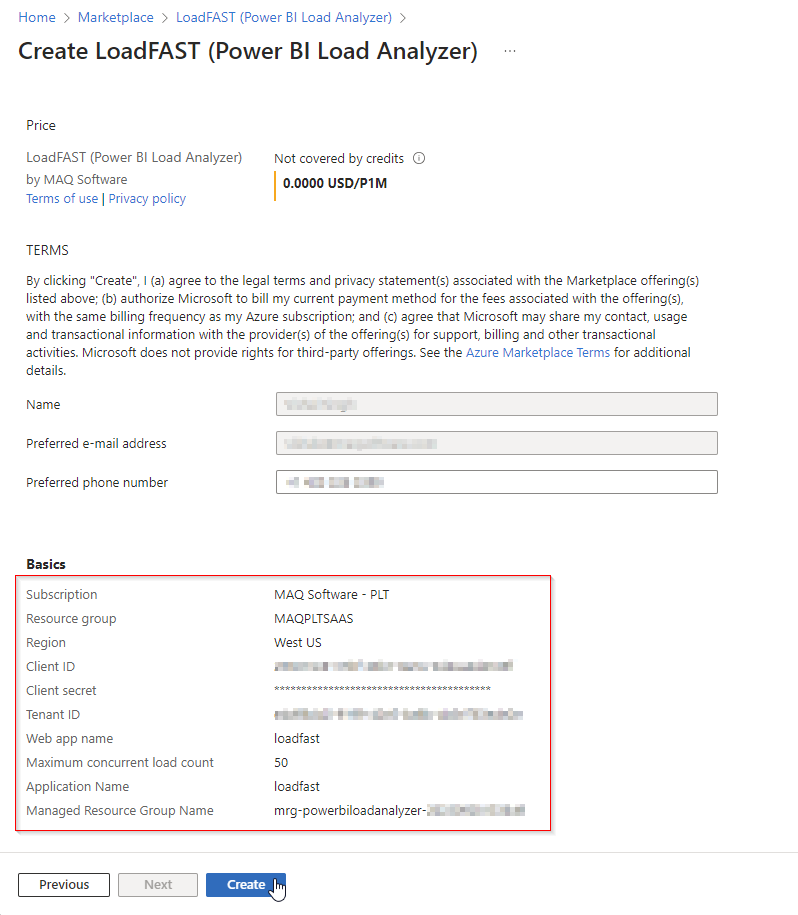 Home > Marketplace > LoadFAST (Power BI Load Analyzer) >
Create LoadFAST (Power BI Load Analyzer) ...
Price
LoadFAST (Power BI Load Analyzer) Not covered by credits
by MAQ Software 0.0000 USD/P1M
Terms of use | Privacy policy
TERMS
By clicking "Create", I (a) agree to the legal terms and privacy statement(s) associated with the Marketplace offering(s)
listed above; (b) authorize Microsoft to bill my current payment method for the fees associated with the offering(s),
with the same billing frequency as my Azure subscription; and (c) agree that Microsoft may share my contact, usage
and transactional information with the provider(s) of the offering(s) for support, billing and other transactional
activities. Microsoft does not provide rights for third-party offerings. See the Azure Marketplace Terms for additional
details.
Name
Preferred e-mail address
Preferred phone number
Basics
Subscription MAQ Software - PLT
Resource group MAQPLTSAAS
Region West US
Client ID
Client secret ****************************************
Tenant ID
Web app name loadfast
Maximum concurrent load count 50
Application Name loadfast
Managed Resource Group Name mrg-powerbiloadanalyzer-
Previous Next Create